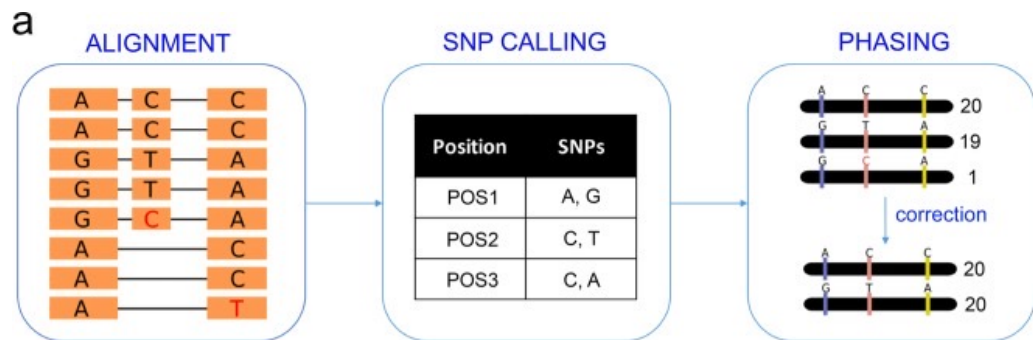 a
ALIGNMENT
A C C
A C C
G T A
G T A
G C A
A C
A C
A T
SNP CALLING
Position SNPs
POS1 A, G
POS2 C, T
POS3 C, A
PHASING
A C C
20
G T A
19
G C A
1
correction
A C C
20
G T A
20